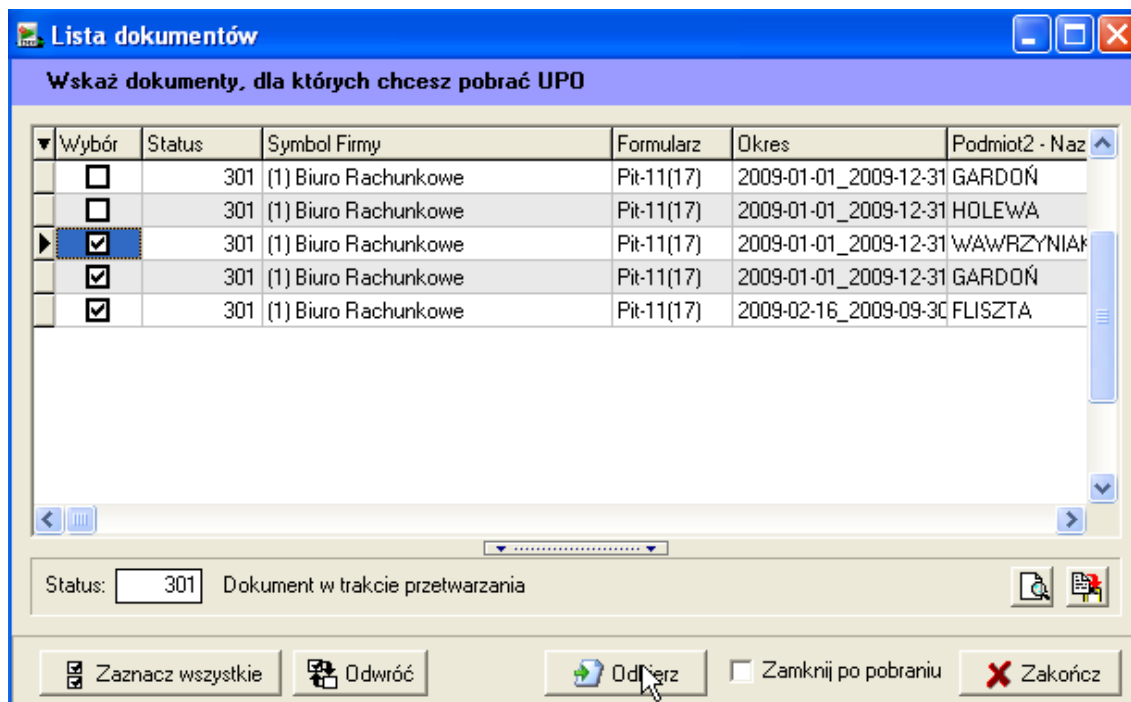 Lista dokumentów
Wskaż dokumenty, dla których chcesz pobrać UPO
Wybór Status Symbol Firmy Formularz Okres Podmiot2 - Naz
301 (1) Biuro Rachunkowe Pit-11(17) 2009-01-01_2009-12-31 GARDOŃ
301 (1) Biuro Rachunkowe Pit-11(17) 2009-01-01_2009-12-31 HOLEWA
301 (1) Biuro Rachunkowe Pit-11(17) 2009-01-01_2009-12-31 WAWRZYNIAK
301 (1) Biuro Rachunkowe Pit-11(17) 2009-01-01_2009-12-31 GARDOŃ
301 (1) Biuro Rachunkowe Pit-11(17) 2009-02-16_2009-09-30 FLISZTA
Status: 301 Dokument w trakcie przetwarzania
Zaznacz wszystkie Odwróć Odbierz Zamknij po pobraniu Zakończ